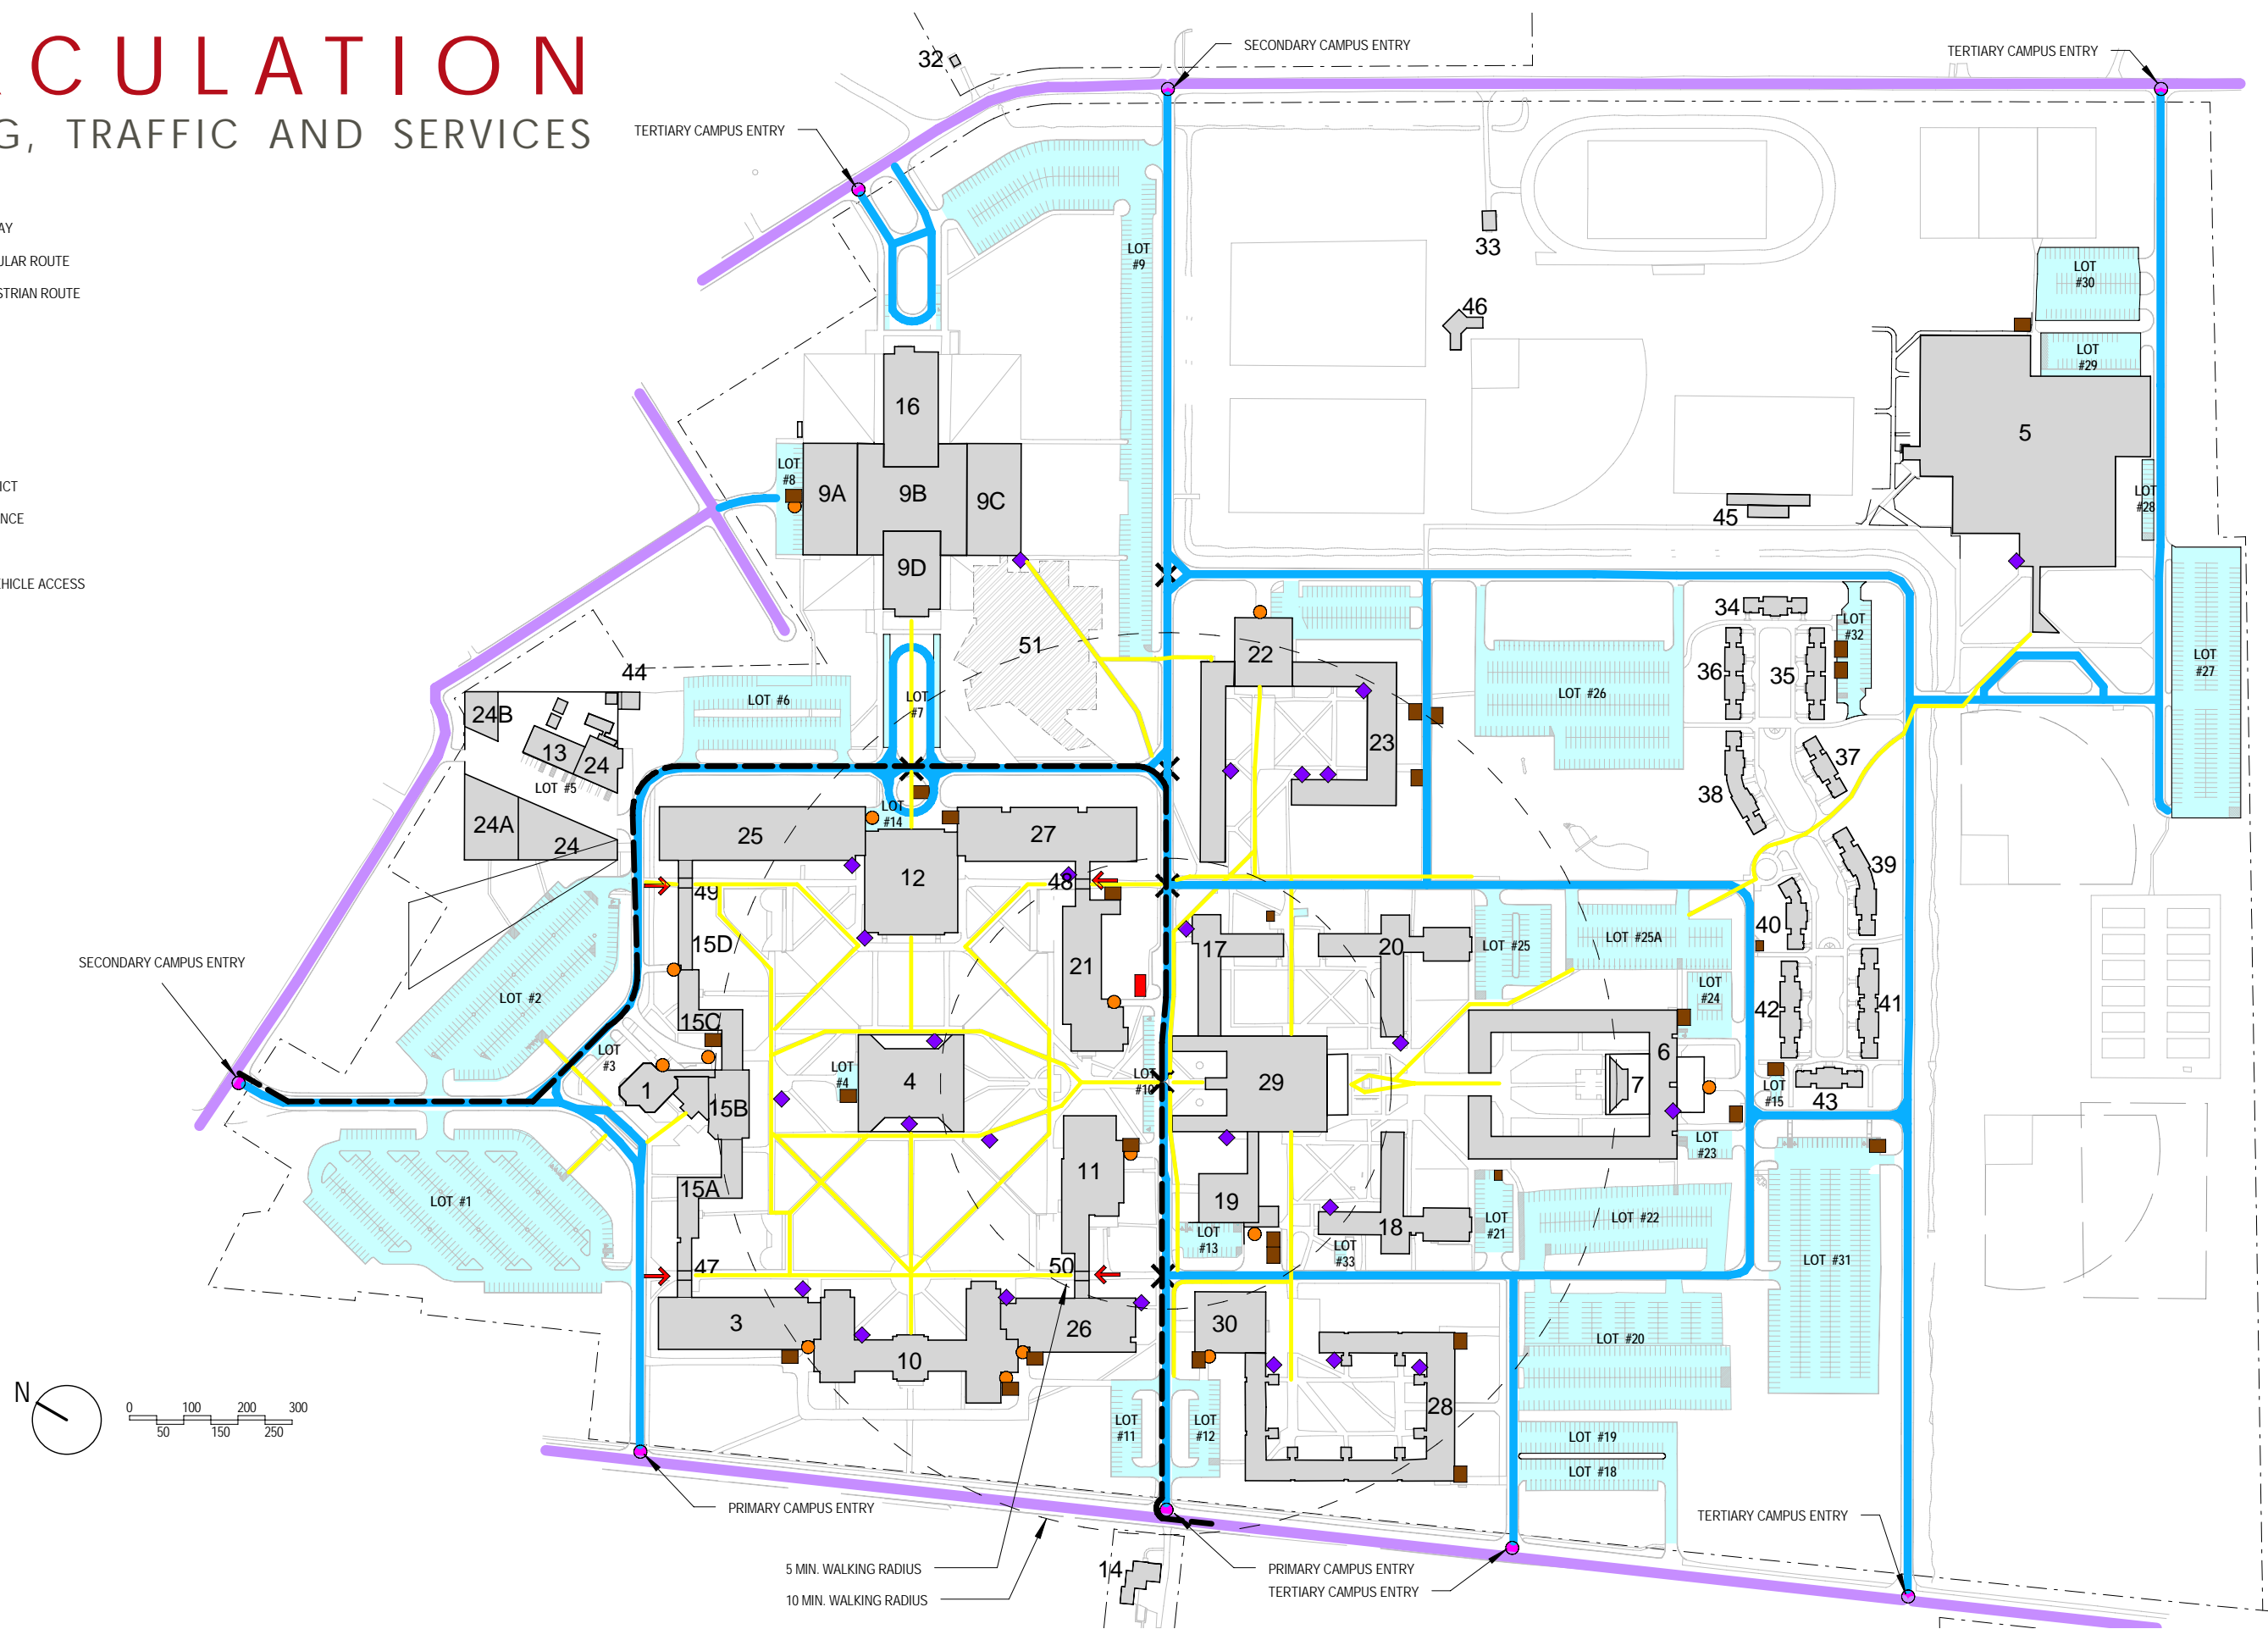 CULATION
G, TRAFFIC AND SERVICES
AY
ULAR ROUTE
STRIAN ROUTE
ICT
NCE
EHICLE ACCESS
32
SECONDARY CAMPUS ENTRY
TERTIARY CAMPUS ENTRY
TERTIARY CAMPUS ENTRY
LOT
#9
33
46
LOT
#30
LOT
#29
5
45
LOT
#28
16
LOT
#8
9A
9B
9C
9D
51
22
23
34
36
35
LOT
#32
LOT #26
LOT
#27
44
24B
13
24
LOT #5
24A
24
LOT #6
LOT
#7
37
38
LOT
#14
25
27
12
48
49
39
40
15D
21
17
20
LOT #25
LOT #25A
LOT
#24
42
41
SECONDARY CAMPUS ENTRY
LOT #2
15C
LOT
#3
1
15B
LOT
#4
4
LOT
#10
29
6
7
LOT
#15
43
LOT
#23
LOT #1
15A
11
19
18
LOT
#13
LOT
#33
LOT
#21
LOT #22
LOT #31
47
50
3
10
26
30
28
LOT #20
LOT
#11
LOT
#12
LOT #19
LOT #18
N
0 100 200 300
50 150 250
PRIMARY CAMPUS ENTRY
TERTIARY CAMPUS ENTRY
5 MIN. WALKING RADIUS
10 MIN. WALKING RADIUS
14
PRIMARY CAMPUS ENTRY
TERTIARY CAMPUS ENTRY